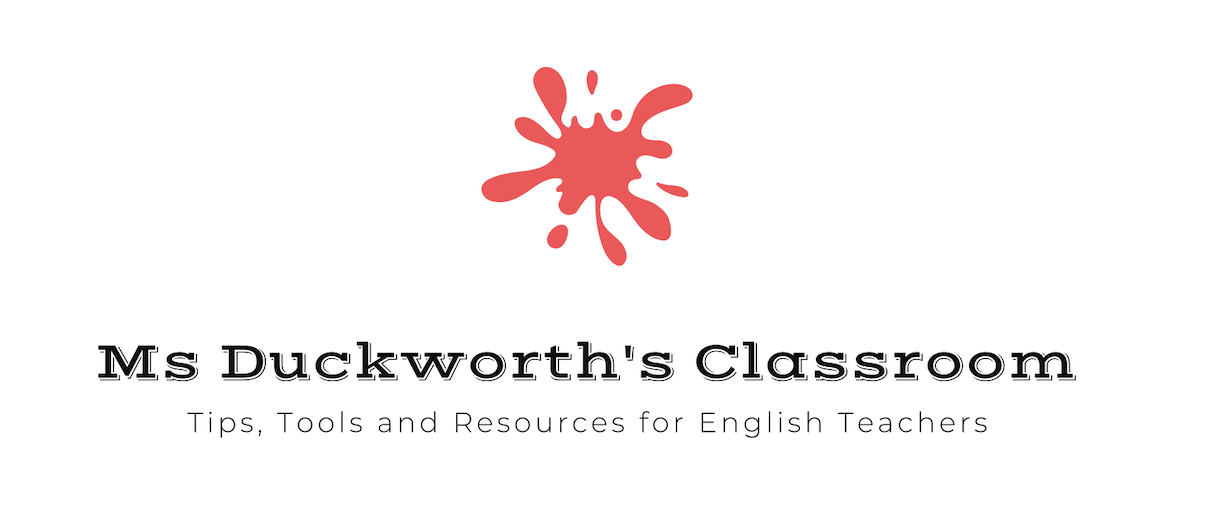 Ms Duckworth's Classroom
Tips, Tools and Resources for English Teachers